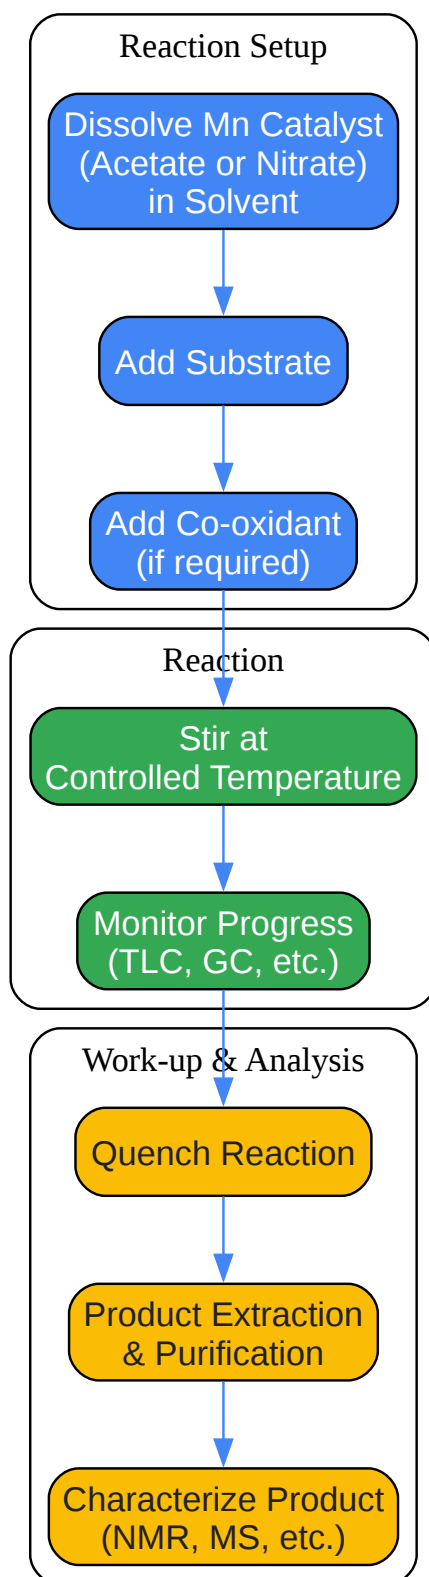 Reaction Setup
Dissolve Mn Catalyst
(Acetate or Nitrate)
in Solvent
Add Substrate
Add Co-oxidant
(if required)
Reaction
Stir at
Controlled Temperature
Monitor Progress
(TLC, GC, etc.)
Work-up & Analysis
Quench Reaction
Product Extraction
& Purification
Characterize Product
(NMR, MS, etc.)